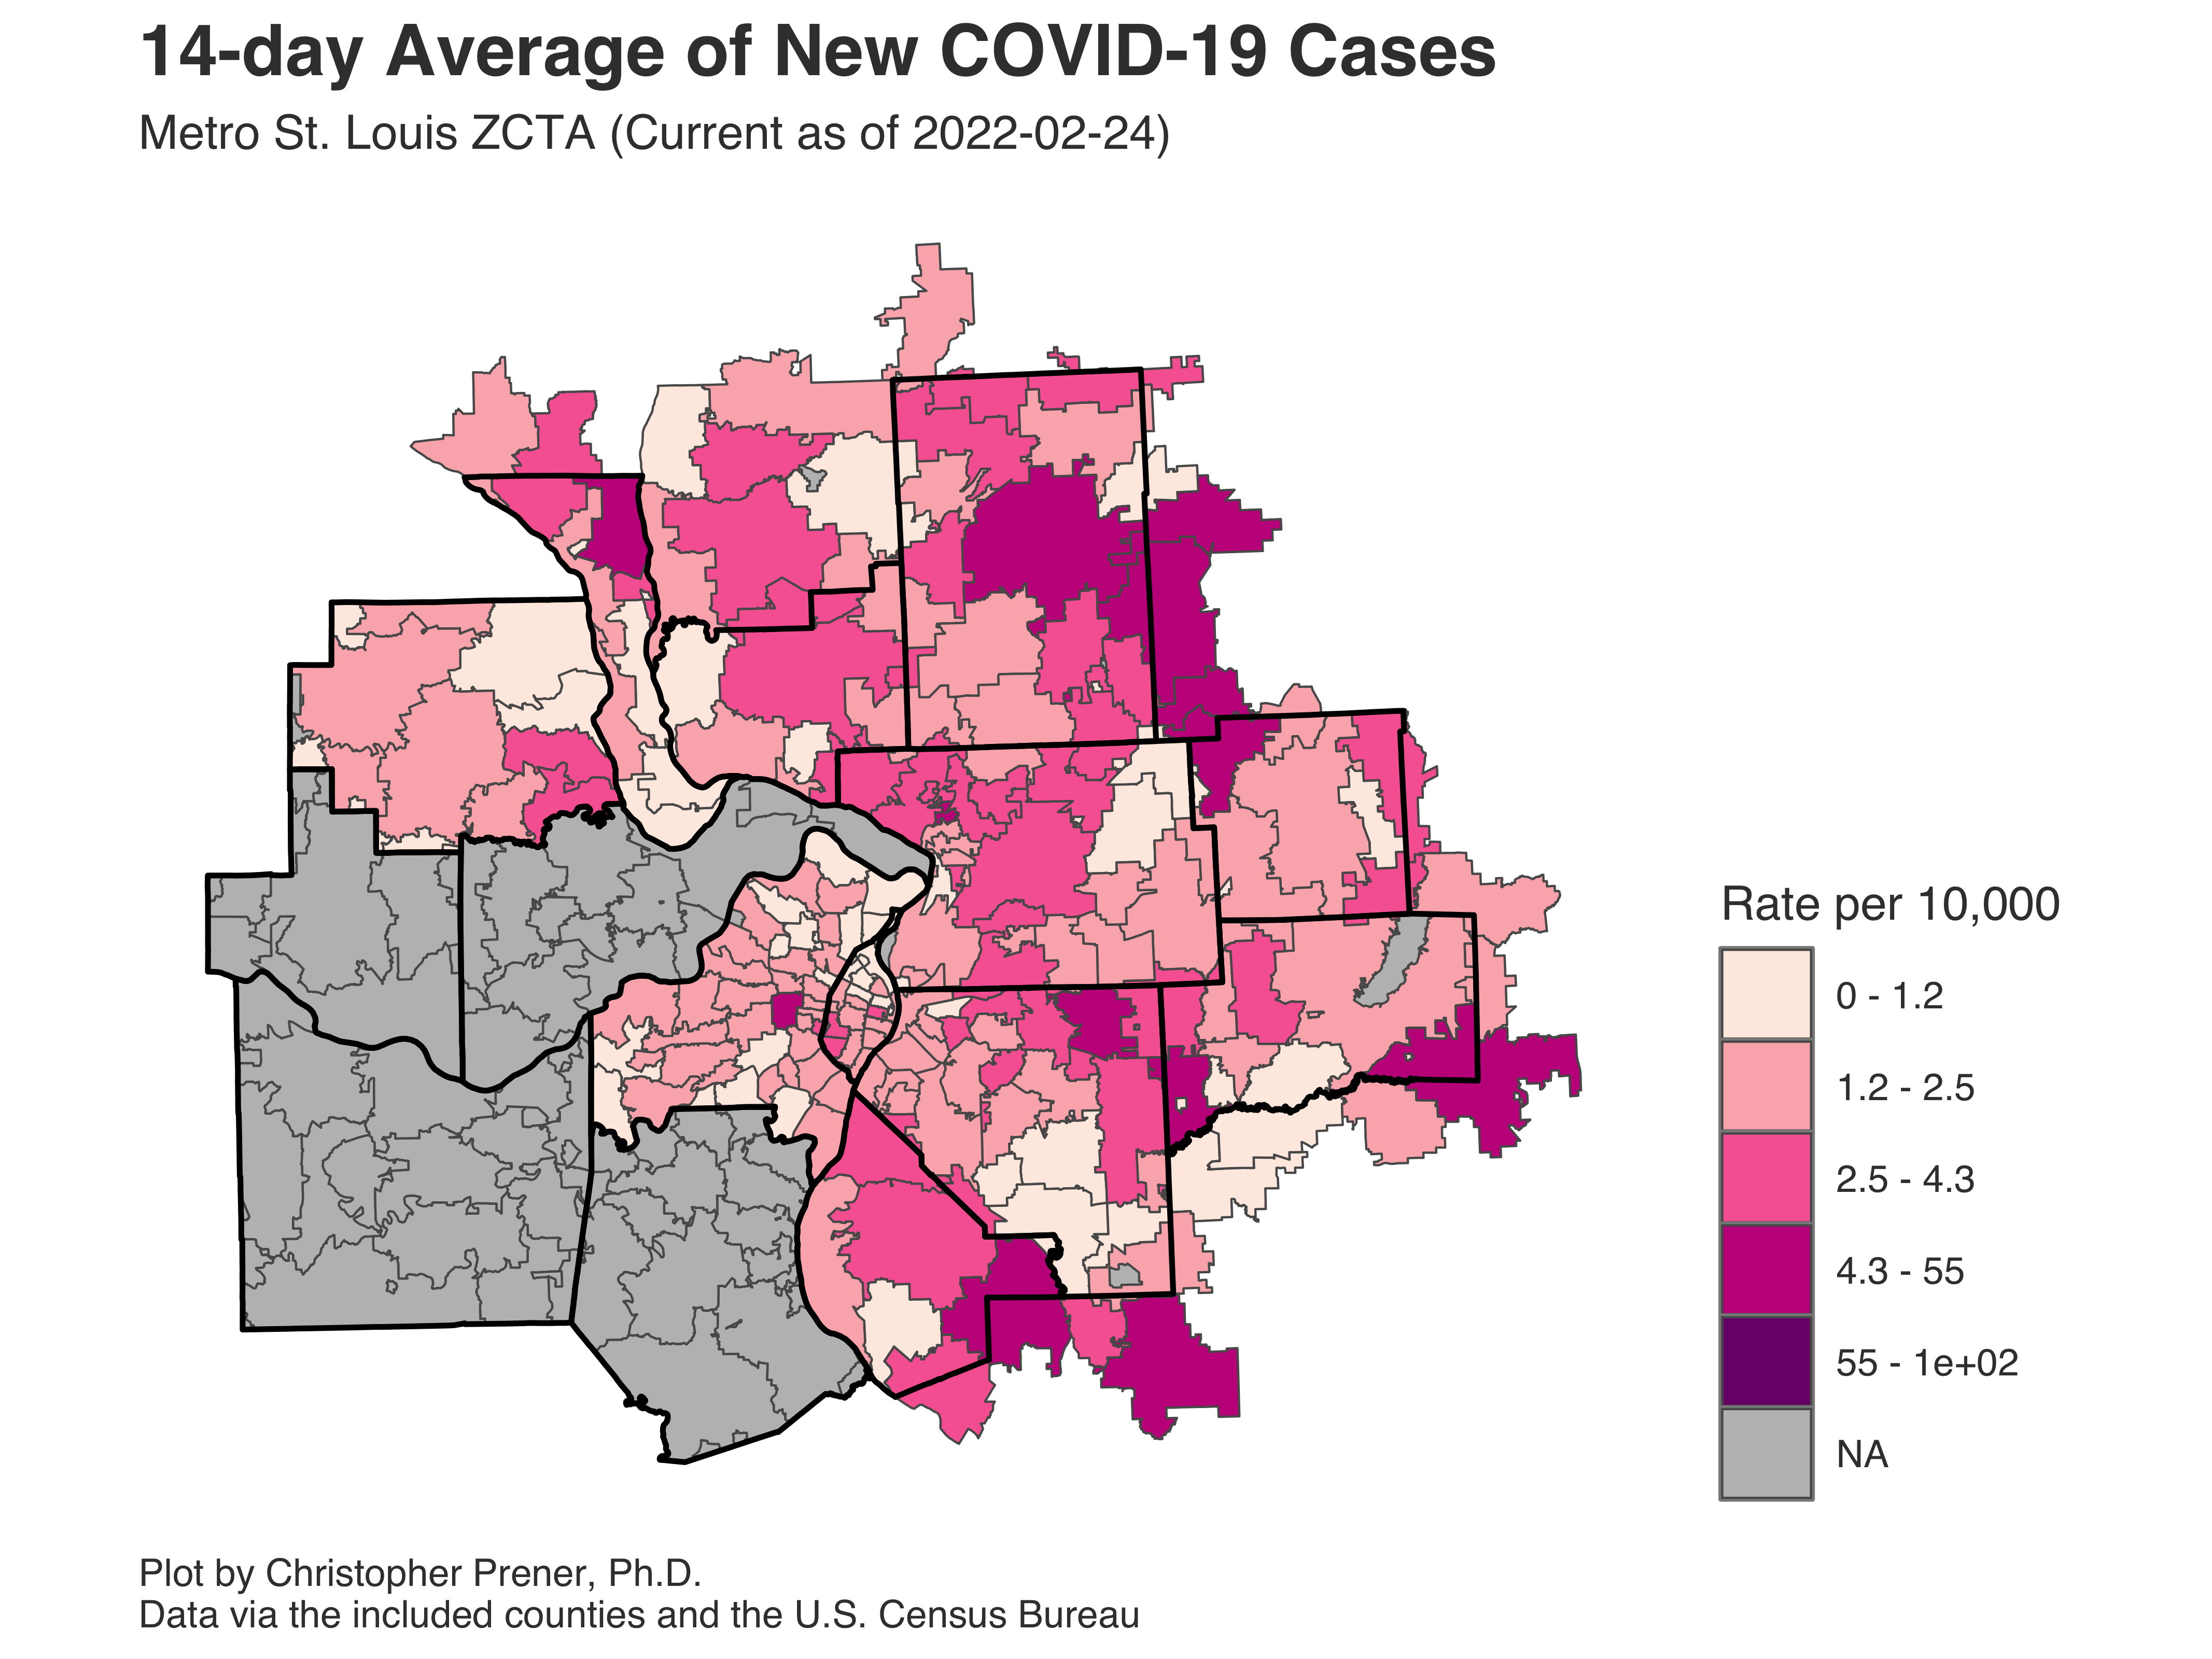 14-day Average of New COVID-19 Cases
Metro St. Louis ZCTA (Current as of 2022-02-24)
Rate per 10,000
0 - 1.2
1.2 - 2.5
2.5 - 4.3
4.3 - 55
55 - 1e+02
NA
Plot by Christopher Prener, Ph.D.
Data via the included counties and the U.S. Census Bureau